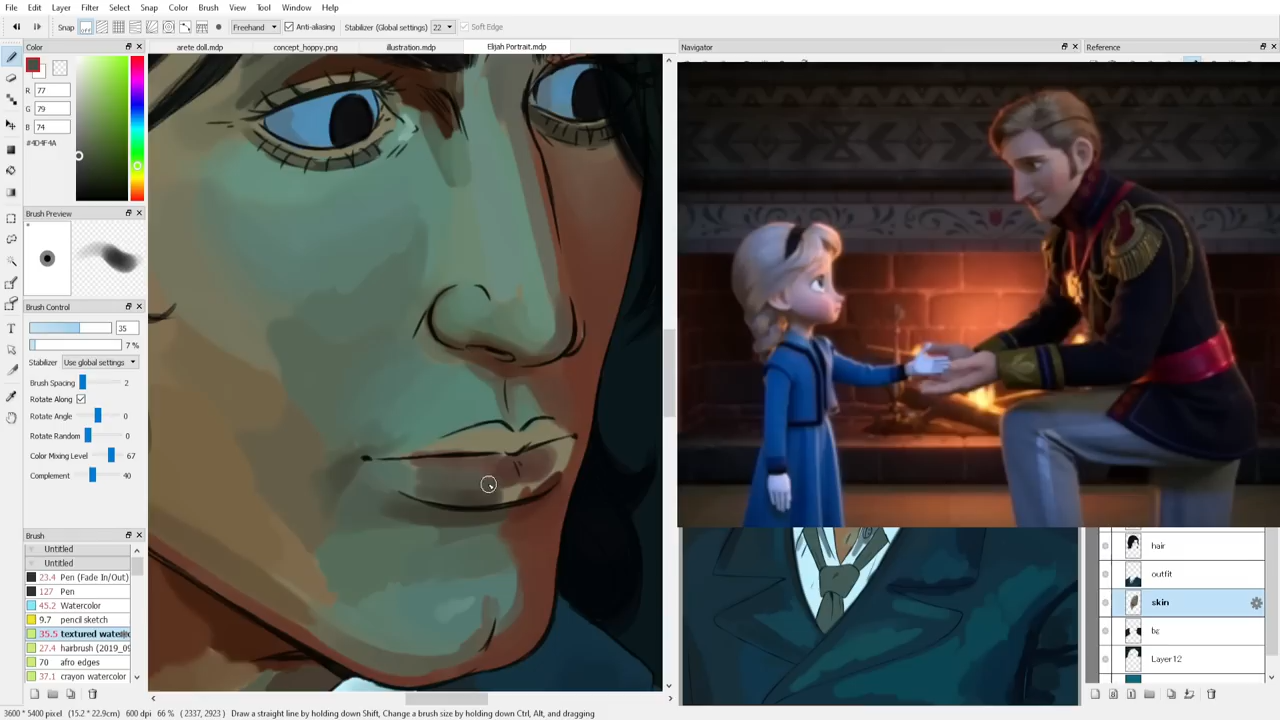 File Edit Layer Filter Select Snap Color Brush View Tool Window Help
Snap off Freehand Anti-aliasing Stabilizer (Global settings) 22 Soft Edge
Color
arete doll.mdp concept_hoppy.png illustration.mdp Elijah Portrait.mdp
Navigator
Reference
R 77
G 79
B 74
#4D4F4A
Brush Preview
Brush Control
35
7 %
Stabilizer Use global settings
Brush Spacing 2
Rotate Along
Rotate Angle 0
Rotate Random 0
Color Mixing Level 67
Complement 40
Brush
Untitled
Untitled
23.4 Pen (Fade In/Out)
127 Pen
45.2 Watercolor
9.7 pencil sketch
35.5 textured waterc
27.4 hairbrush (2019_09
70 afro edges
37.1 crayon watercolor
hair
outfit
skin
bg
Layer12
3600 * 5400 pixel (15.2 * 22.9cm) 600 dpi 66 % ( 2337, 2923 ) Draw a straight line by holding down Shift, Change a brush size by holding down Ctrl, Alt, and dragging